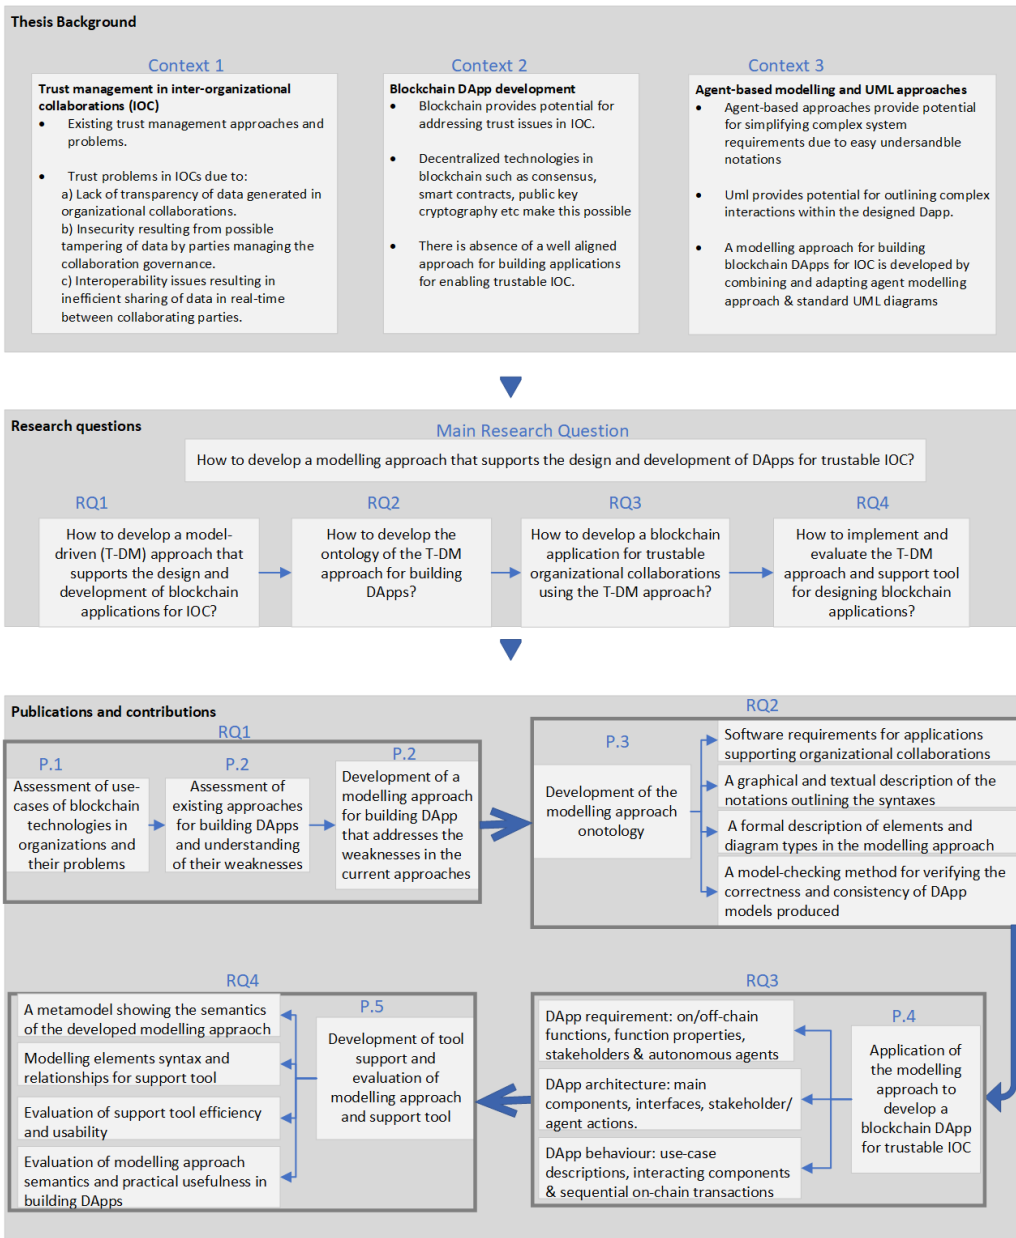 Thesis Background
Context 1
Trust management in inter-organizational
collaborations (IOC)
• Existing trust management approaches and
problems.
• Trust problems in IOCs due to:
a) Lack of transparency of data generated in
organizational collaborations.
b) Insecurity resulting from possible
tampering of data by parties managing the
collaboration governance.
c) Interoperability issues resulting in
inefficient sharing of data in real-time
between collaborating parties.
Context 2
Blockchain DApp development
• Blockchain provides potential for
addressing trust issues in IOC.
• Decentralized technologies in
blockchain such as consensus,
smart contracts, public key
cryptography etc make this possible
• There is absence of a well aligned
approach for building applications
for enabling trustable IOC.
Context 3
Agent-based modelling and UML approaches
• Agent-based approaches provide potential
for simplifying complex system
requirements due to easy undersandble
notations
• Uml provides potential for outlining complex
interactions within the designed Dapp.
• A modelling approach for building
blockchain DApps for IOC is developed by
combining and adapting agent modelling
approach & standard UML diagrams
Research questions
Main Research Question
How to develop a modelling approach that supports the design and development of DApps for trustable IOC?
RQ1
How to develop a model-
driven (T-DM) approach that
supports the design and
development of blockchain
applications for IOC?
RQ2
How to develop the
ontology of the T-DM
approach for building
DApps?
RQ3
How to develop a blockchain
application for trustable
organizational collaborations
using the T-DM approach?
RQ4
How to implement and
evaluate the T-DM
approach and support tool
for designing blockchain
applications?
Publications and contributions
RQ1
P.1
Assessment of use-
cases of blockchain
technologies in
organizations and
their problems
P.2
Assessment of
existing approaches
for building DApps
and understanding
of their weaknesses
P.2
Development of a
modelling approach
for building DApp
that addresses the
weaknesses in the
current approaches
RQ2
P.3
Development of the
modelling approach
onotology
Software requirements for applications
supporting organizational collaborations
A graphical and textual description of the
notations outlining the syntaxes
A formal description of elements and
diagram types in the modelling approach
A model-checking method for verifying the
correctness and consistency of DApp
models produced
RQ4
A metamodel showing the semantics
of the developed modelling appraoch
Modelling elements syntax and
relationships for support tool
Evaluation of support tool efficiency
and usability
Evaluation of modelling approach
semantics and practical usefulness in
building DApps
P.5
Development of tool
support and
evaluation of
modelling approach
and support tool
RQ3
DApp requirement: on/off-chain
functions, function properties,
stakeholders & autonomous agents
DApp architecture: main
components, interfaces, stakeholder/
agent actions.
DApp behaviour: use-case
descriptions, interacting components
& sequential on-chain transactions
P.4
Application of
the modelling
approach to
develop a
blockchain DApp
for trustable IOC